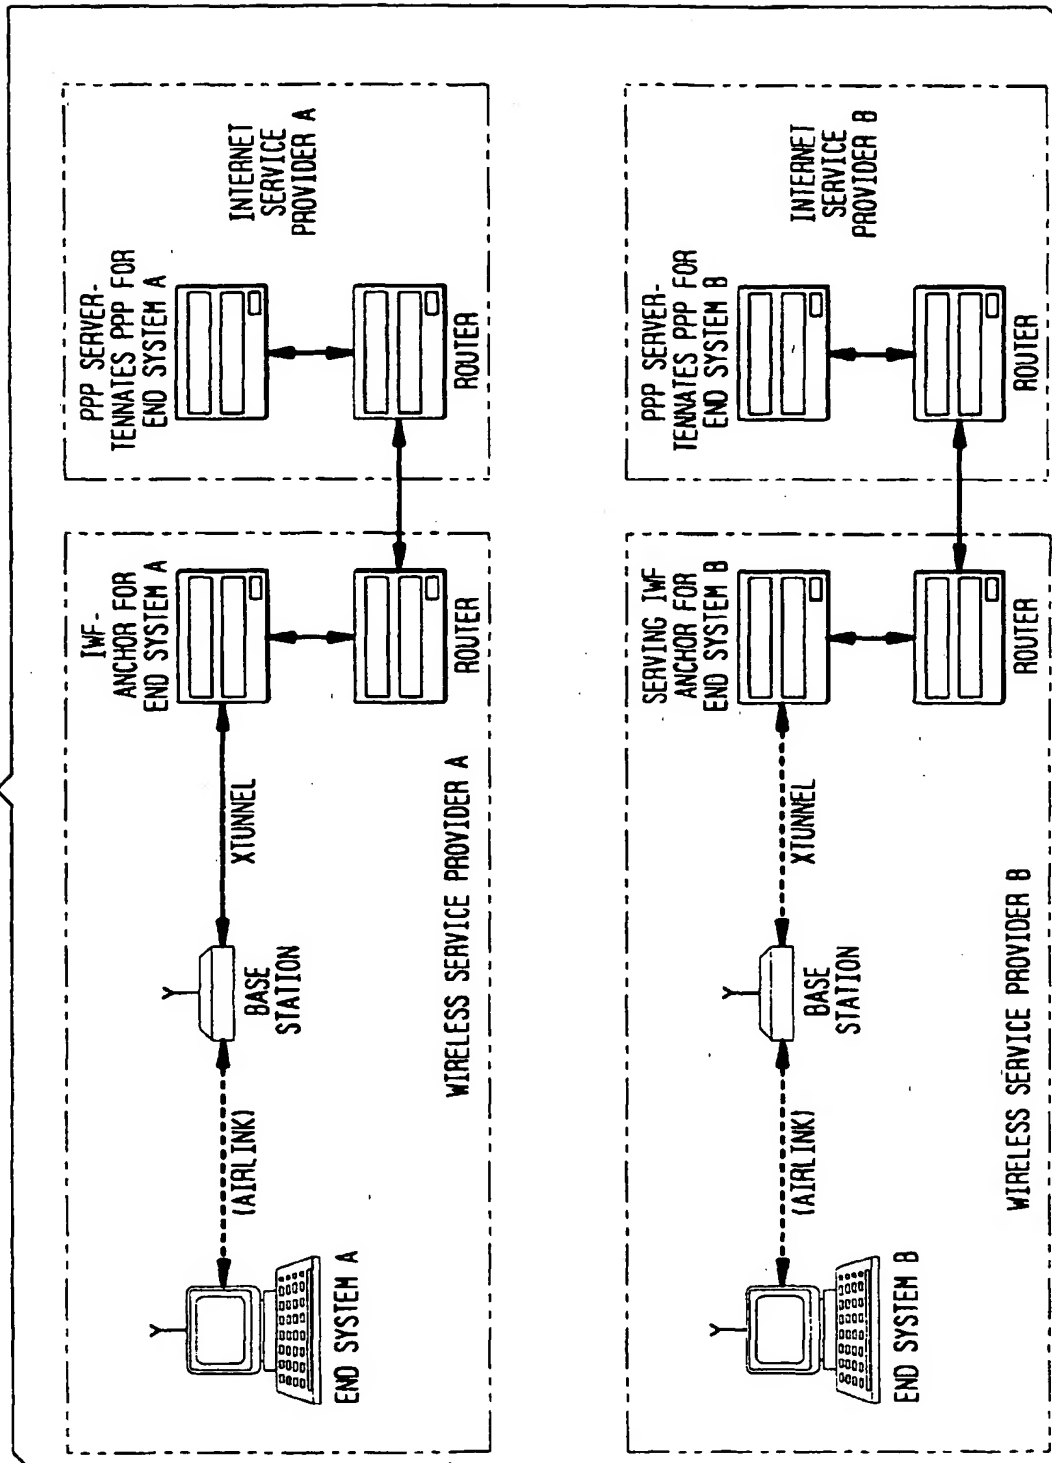 END SYSTEM A
(AIRLINK)
BASE
STATION
XTUNNEL
IWF-
ANCHOR FOR
END SYSTEM A
ROUTER
WIRELESS SERVICE PROVIDER A
PPP SERVER-
TENNATES PPP FOR
END SYSTEM A
ROUTER
INTERNET
SERVICE
PROVIDER A
END SYSTEM B
(AIRLINK)
BASE
STATION
XTUNNEL
SERVING IWF
ANCHOR FOR
END SYSTEM B
ROUTER
WIRELESS SERVICE PROVIDER B
PPP SERVER-
TENNATES PPP FOR
END SYSTEM B
ROUTER
INTERNET
SERVICE
PROVIDER B